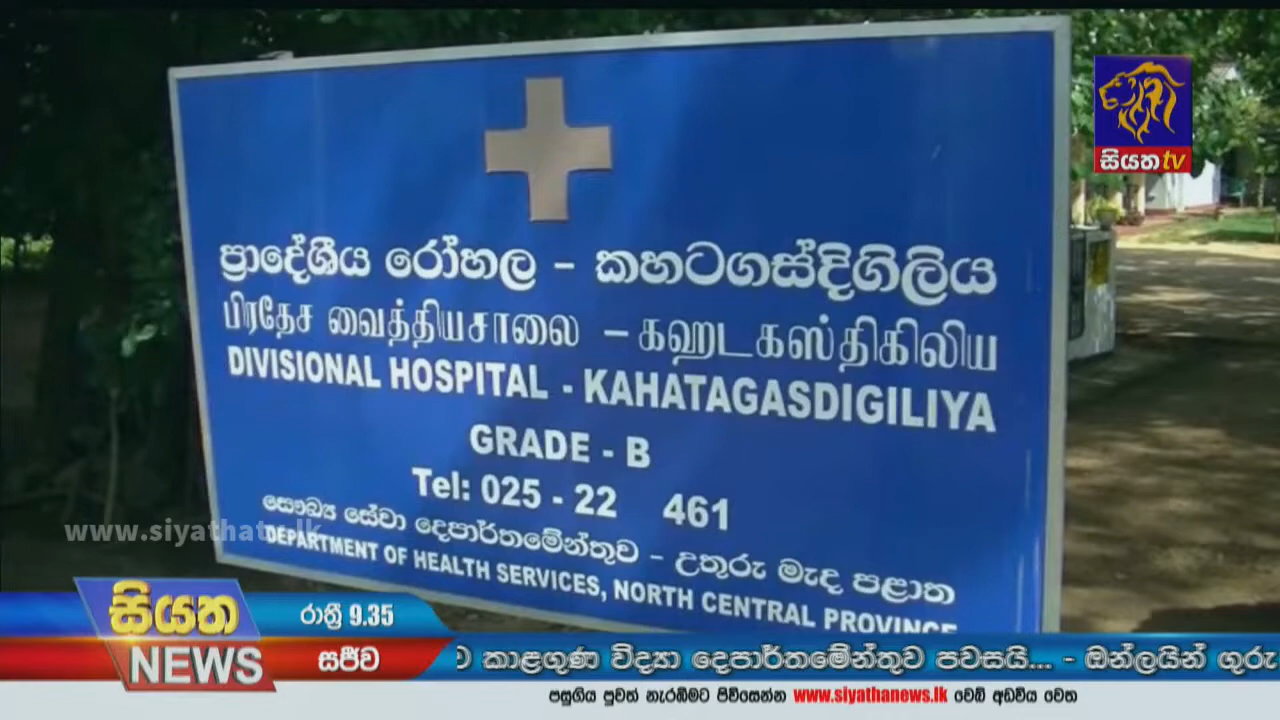 සියත tv
ප්‍රාදේශීය රෝහල - කහටගස්දිගිලිය
பிரதேச வைத்தியசாலை - கஹடகஸ்திகிலிய
DIVISIONAL HOSPITAL - KAHATAGASDIGILIYA
GRADE - B
Tel: 025 - 22 461
සෞඛ්‍ය සේවා දෙපාර්තමේන්තුව - උතුරු මැද පළාත
DEPARTMENT OF HEALTH SERVICES, NORTH CENTRAL PROVINCE
www.siyathatv.lk
සියත
NEWS
රාත්‍රී 9.35
සජීව
ව කාළගුණ විද්‍යා දෙපාර්තමේන්තුව පවසයි... - ඔන්ලයින් ගුරු
පසුගිය පුවත් නැරඹීමට පිවිසෙන්න www.siyathanews.lk වෙබ් අඩවිය වෙත